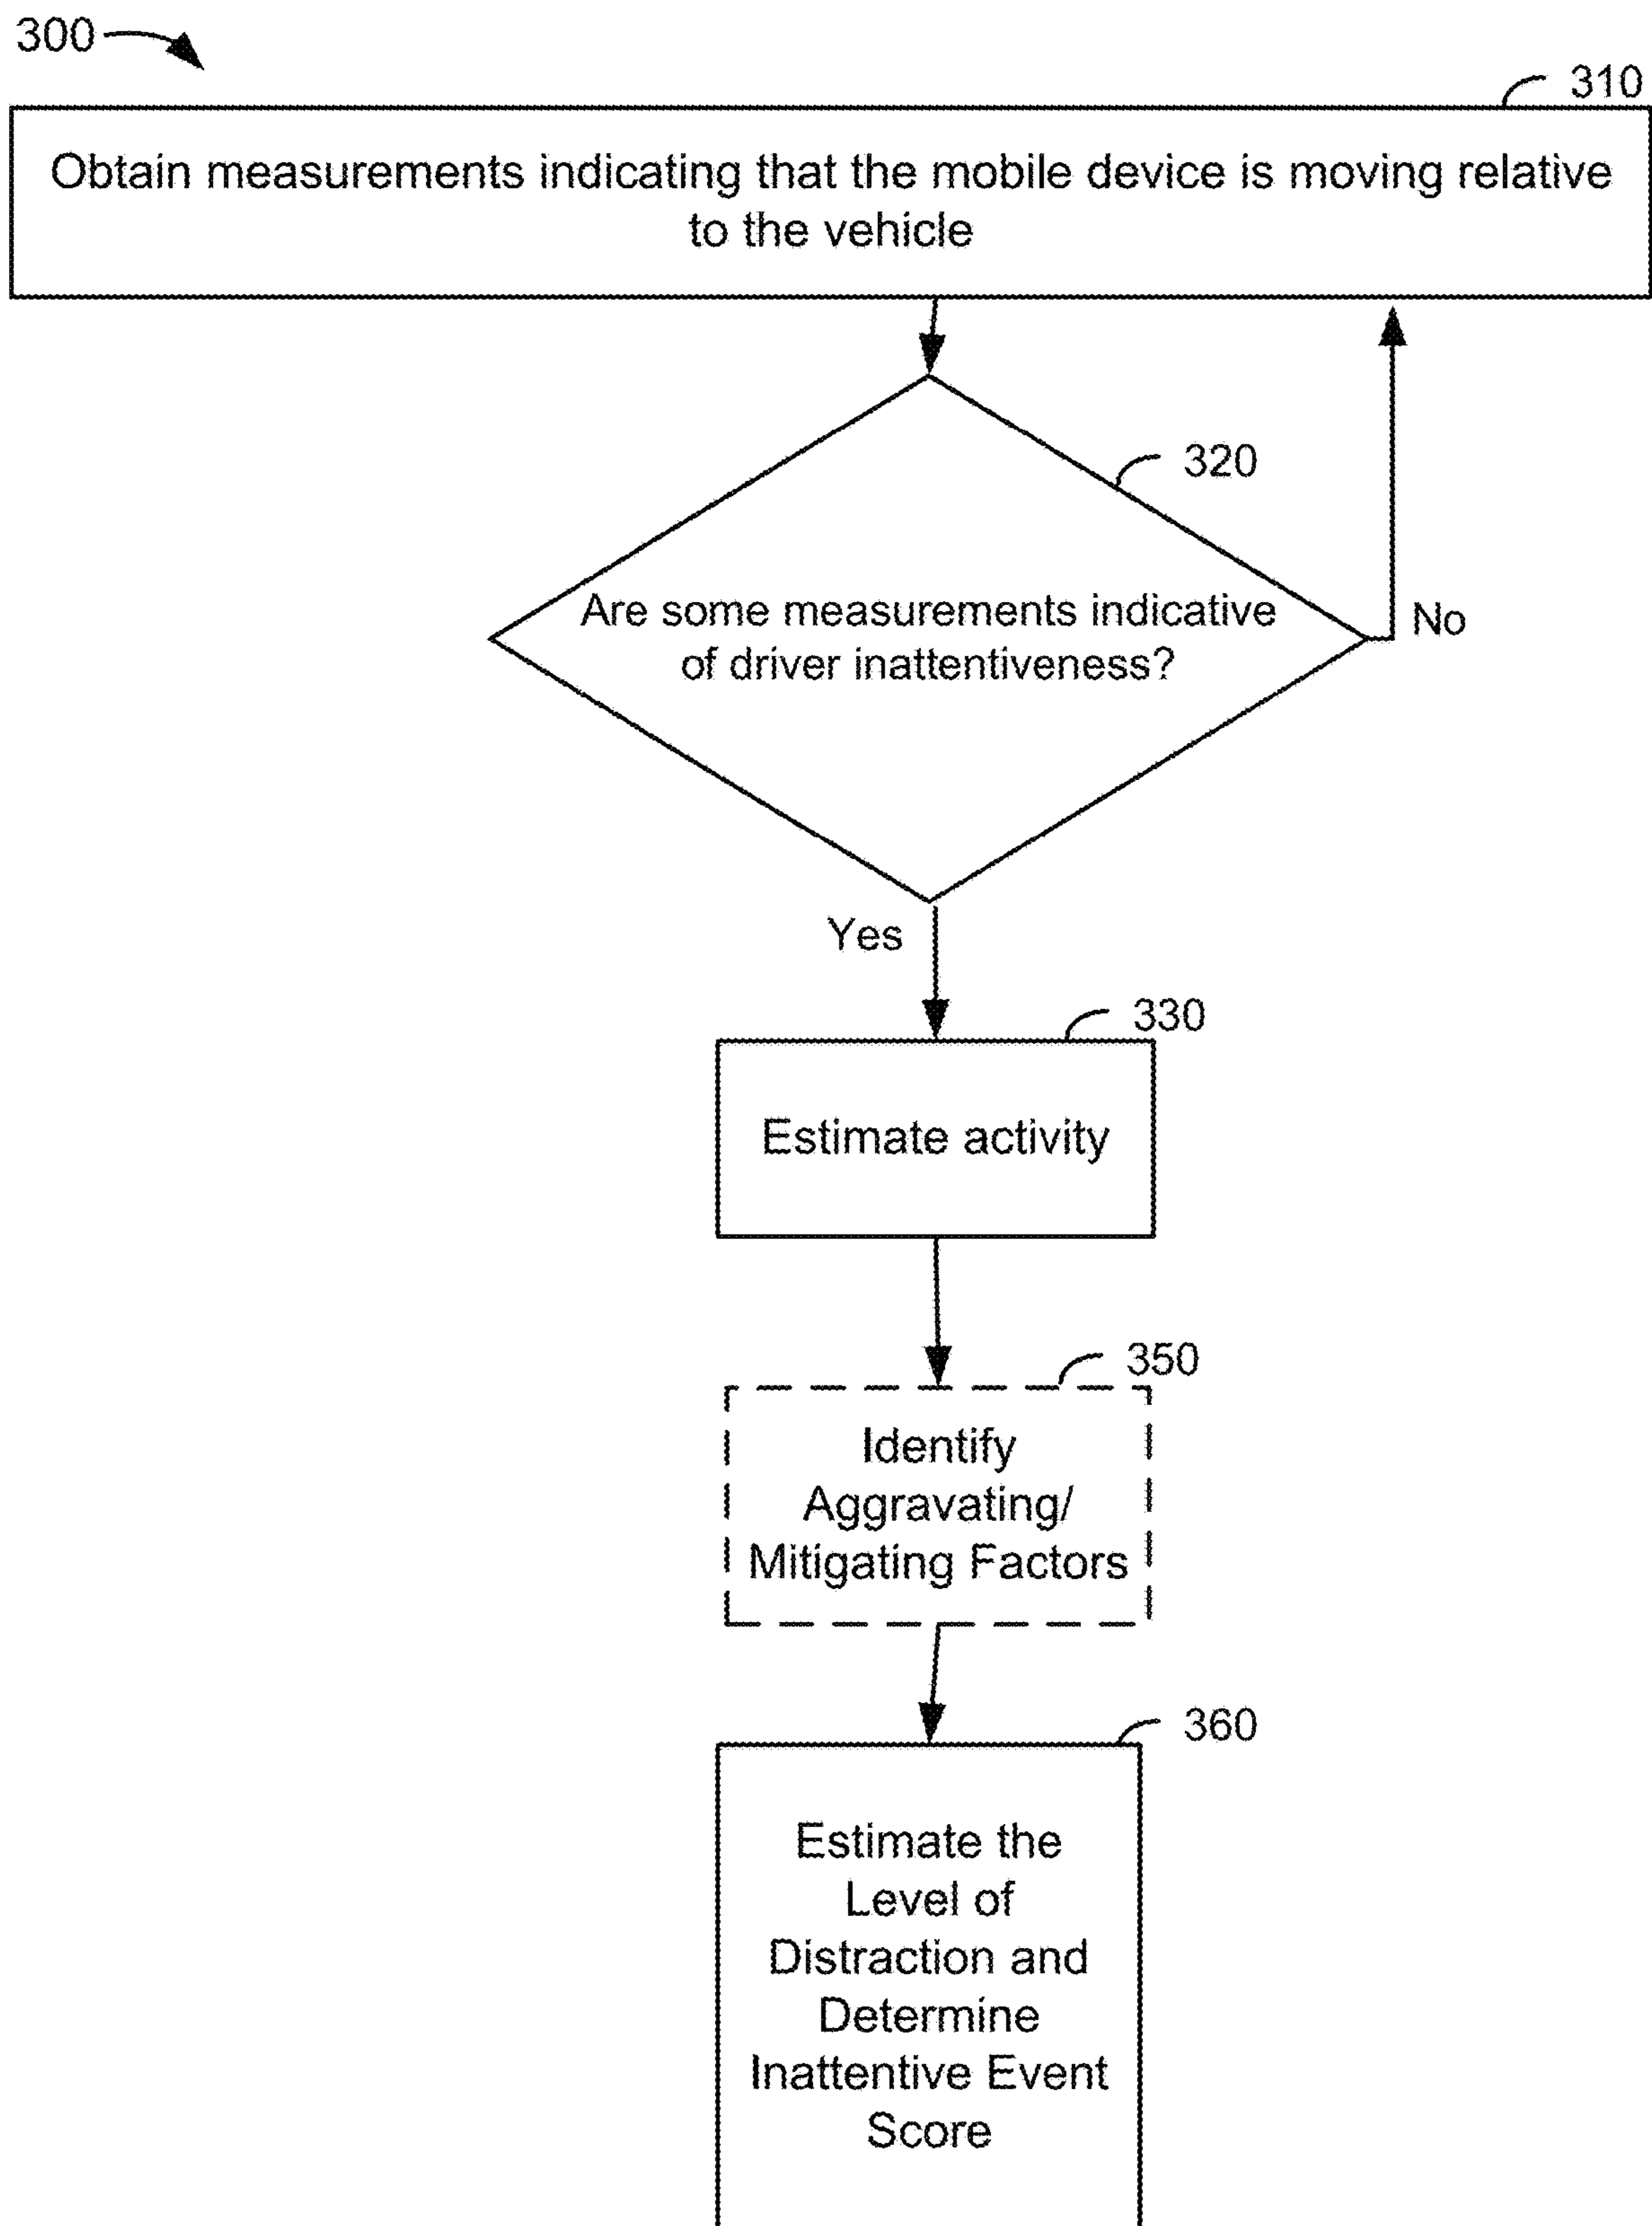 300
310
Obtain measurements indicating that the mobile device is moving relative
to the vehicle
320
Are some measurements indicative
of driver inattentiveness?
No
Yes
330
Estimate activity
350
Identify
Aggravating/
Mitigating Factors
360
Estimate the
Level of
Distraction and
Determine
Inattentive Event
Score